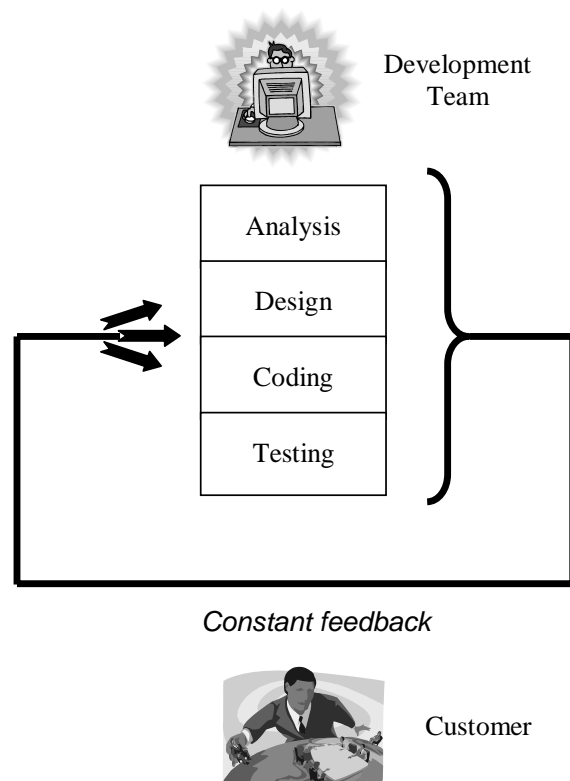 Development
Team
Analysis
Design
Coding
Testing
Constant feedback
Customer